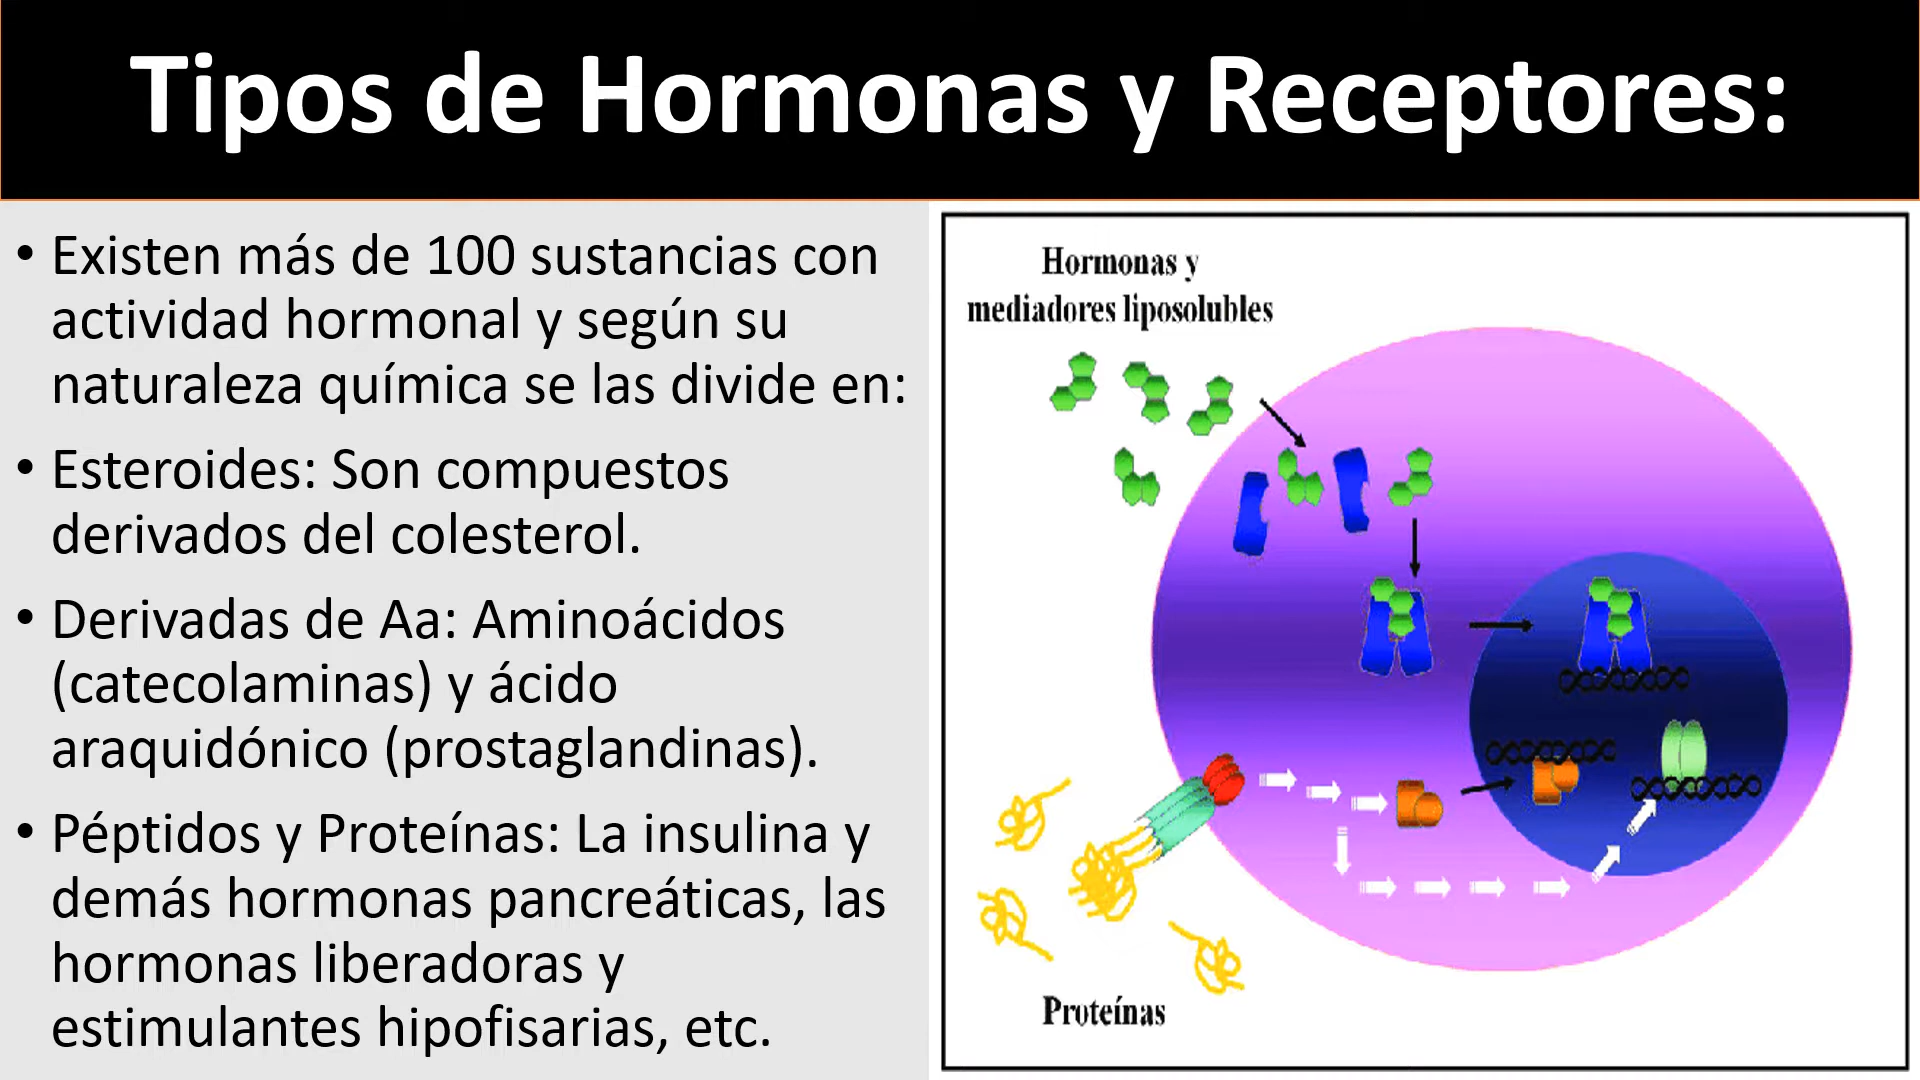 Tipos de Hormonas y Receptores:
• Existen más de 100 sustancias con
actividad hormonal y según su
naturaleza química se las divide en:
• Esteroides: Son compuestos
derivados del colesterol.
• Derivadas de Aa: Aminoácidos
(catecolaminas) y ácido
araquidónico (prostaglandinas).
• Péptidos y Proteínas: La insulina y
demás hormonas pancreáticas, las
hormonas liberadoras y
estimulantes hipofisarias, etc.
Hormonas y
mediadores liposolubles
Proteínas